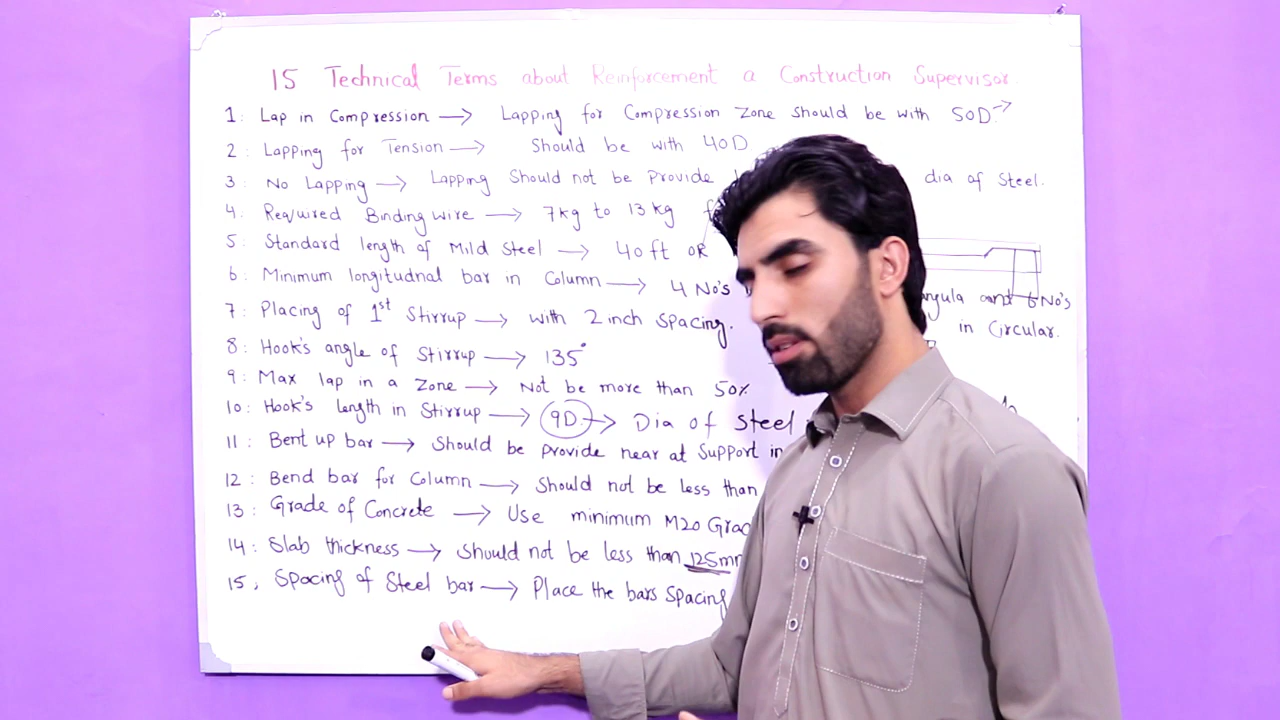 15 Technical Terms about Reinforcement a Construction Supervisor.
1: Lap in Compression → Lapping for Compression Zone should be with 50D.→
2: Lapping for Tension → Should be with 40D
3: No Lapping → Lapping Should not be provide dia of Steel.
4: Required Binding wire → 7kg to 13 kg
5: Standard length of Mild Steel → 40ft OR
6: Minimum longitudnal bar in Column → 4 No's and 6No's
in Circular.
7: Placing of 1st Stirrup → with 2 inch Spacing.
8: Hook's angle of Stirrup → 135°
9: Max lap in a Zone → Not be more than 50%
10: Hook's length in Stirrup → 9D → Dia of Steel
11: Bent up bar → Should be provide near at Support in
12: Bend bar for Column → Should not be less than
13: Grade of Concrete → Use minimum M20
14: Slab thickness → Should not be less than 125m
15, Spacing of Steel bar → Place the bars Spacing